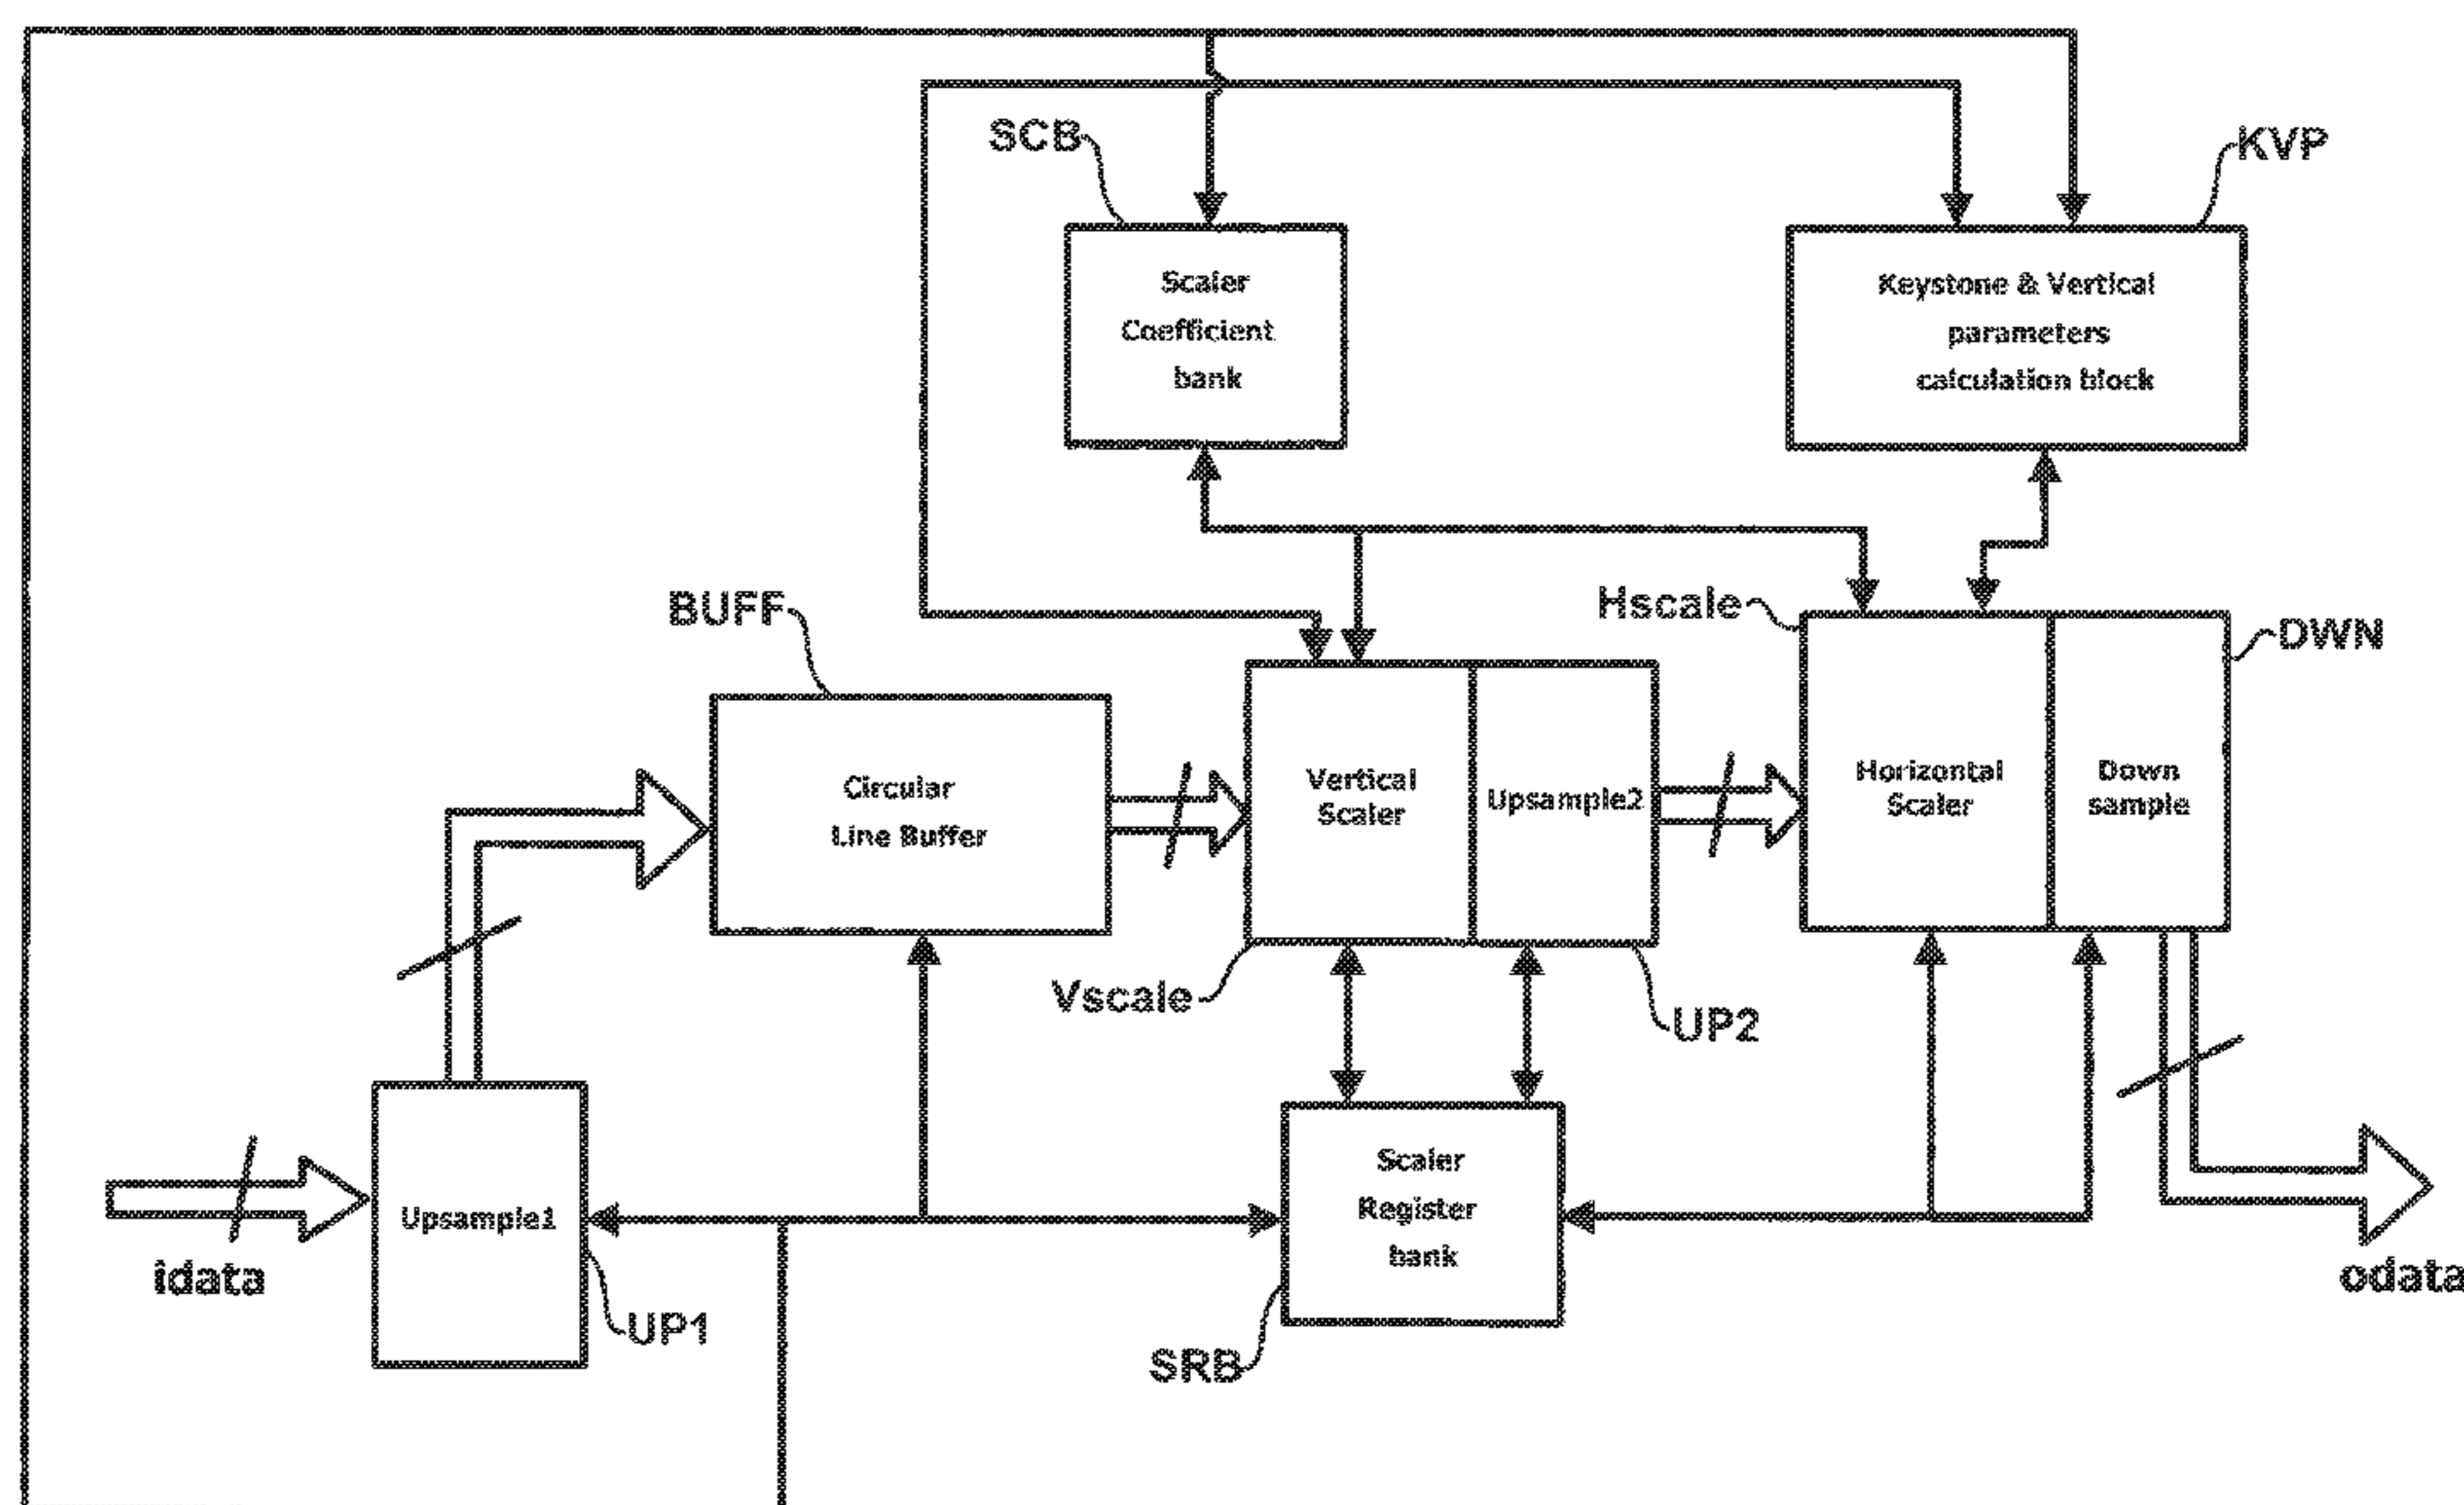 SCB
KVP
Scaler
Coefficient
bank
Keystone & Vertical
parameters
calculation block
BUFF
Hscale
DWN
Circular
Line Buffer
Vertical
Scaler
Upsample2
Horizontal
Scaler
Down
sample
Vscale
UP2
Upsample1
Scaler
Register
bank
idata
odata
UP1
SRB